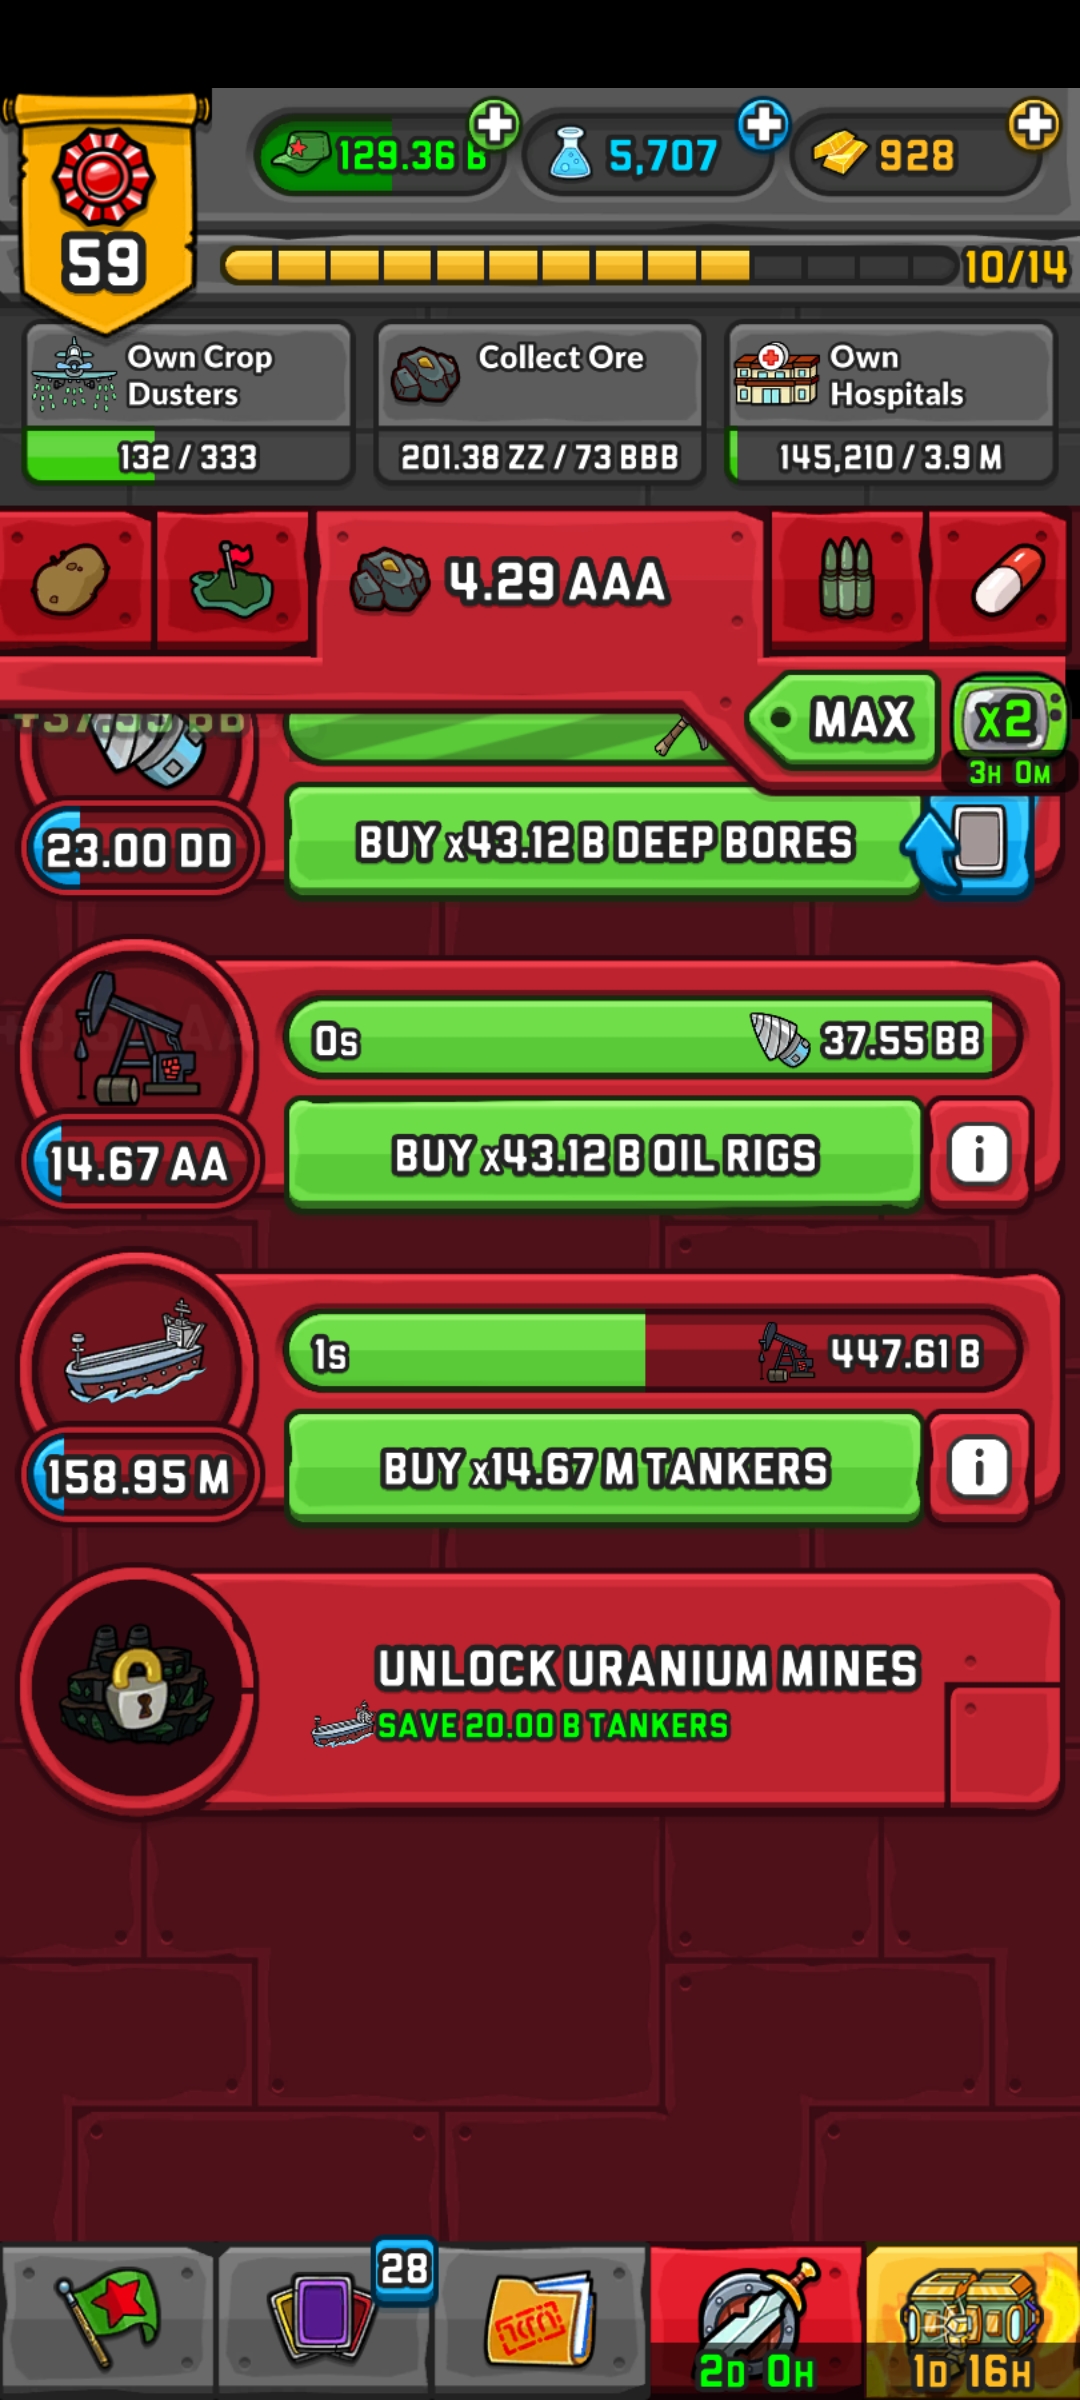 129.36 B
5,707
928
59
10/14
Own Crop
Dusters
132 / 333
Collect Ore
201.38 ZZ / 73 BBB
Own
Hospitals
145,210 / 3.9 M
4.29 AAA
MAX
x2
3H 0M
23.00 DD
BUY x43.12 B DEEP BORES
0s
37.55 BB
14.67 AA
BUY x43.12 B OIL RIGS
i
1s
447.61 B
158.95 M
BUY x14.67 M TANKERS
i
UNLOCK URANIUM MINES
SAVE 20.00 B TANKERS
28
2D 0H
1D 16H